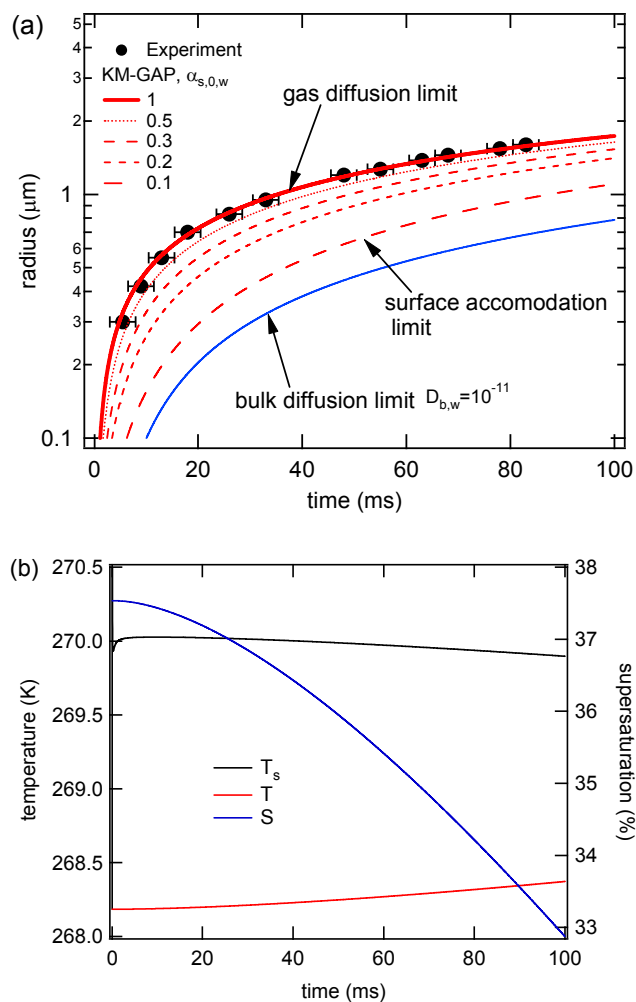 (a)
5
4
3
2
1
6
5
4
3
2
0.1
radius (μm)
Experiment
KM-GAP, αs,0,w
1
0.5
0.3
0.2
0.1
gas diffusion limit
surface accomodation
limit
bulk diffusion limit Db,w=10-11
0 20 40 60 80 100
time (ms)
(b)
270.5
270.0
269.5
269.0
268.5
268.0
temperature (K)
Ts
T
S
38
37
36
35
34
33
supersaturation (%)
0 20 40 60 80 100
time (ms)